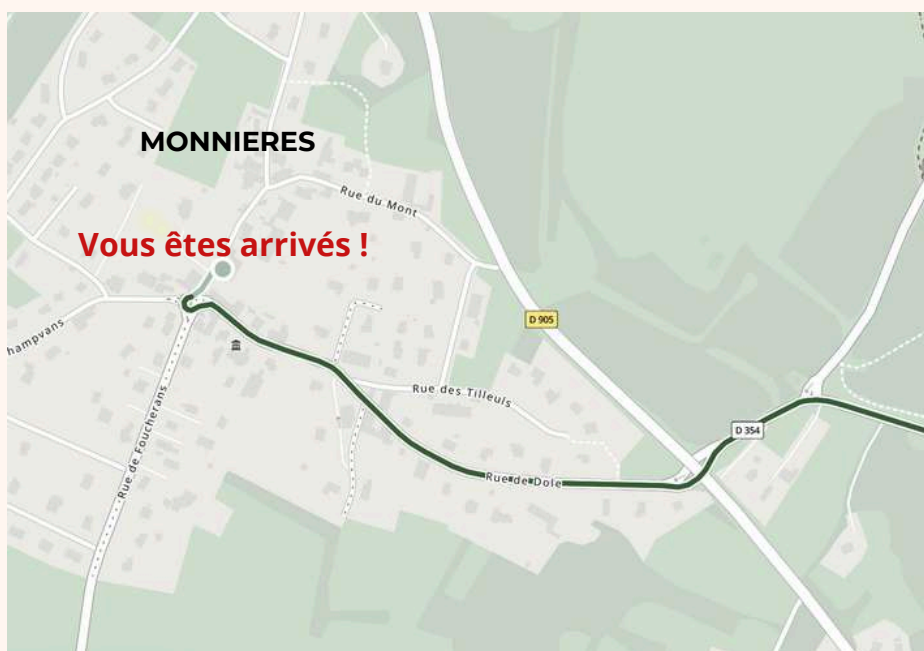 MONNIERES
Rue du Mont
Vous êtes arrivés !
D 905
hampvans
Rue des Tilleuls
D 354
Rue de Foucherans
Rue de Dole